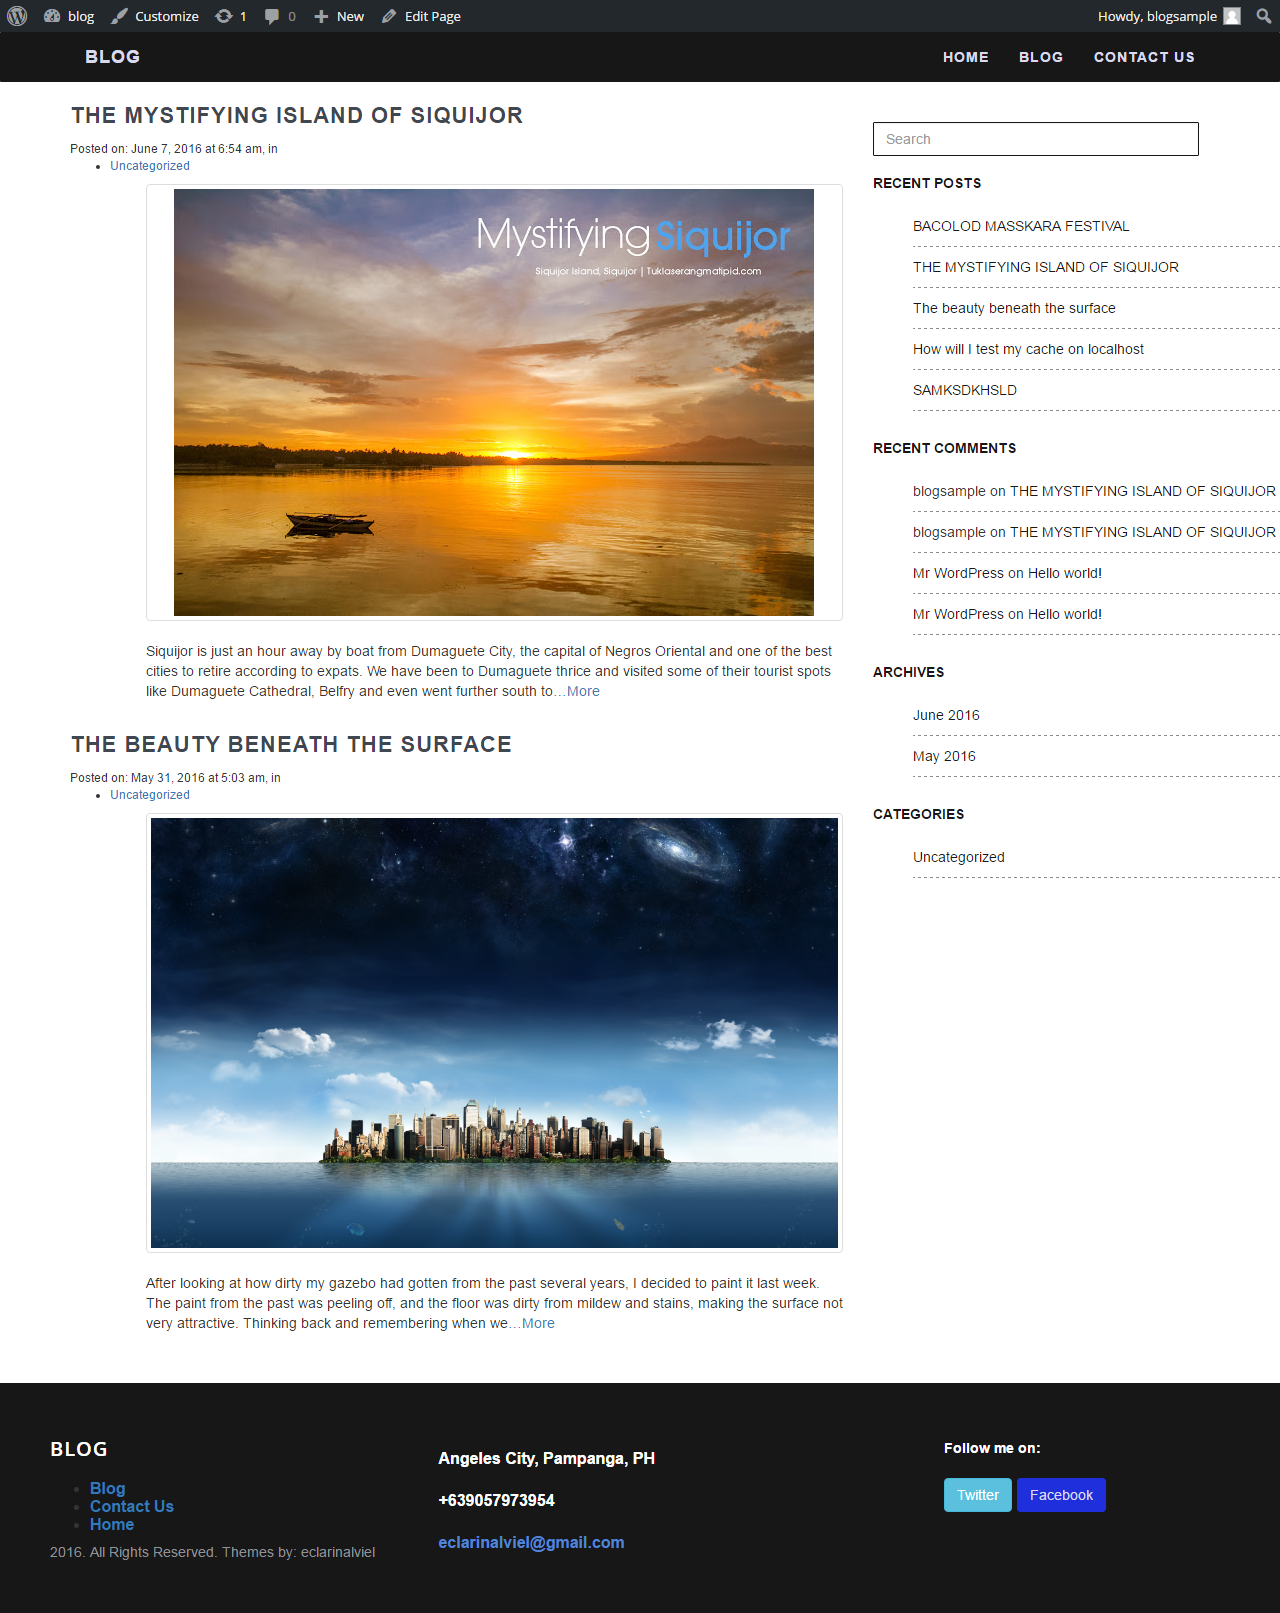 blog Customize 1 0 New Edit Page Howdy, blogsample
BLOG HOME BLOG CONTACT US
THE MYSTIFYING ISLAND OF SIQUIJOR
Posted on: June 7, 2016 at 6:54 am, in
Uncategorized
Mystifying Siquijor
Siquijor Island, Siquijor | Tuklaserangmatipid.com
Siquijor is just an hour away by boat from Dumaguete City, the capital of Negros Oriental and one of the best
cities to retire according to expats. We have been to Dumaguete thrice and visited some of their tourist spots
like Dumaguete Cathedral, Belfry and even went further south to…More
THE BEAUTY BENEATH THE SURFACE
Posted on: May 31, 2016 at 5:03 am, in
Uncategorized
After looking at how dirty my gazebo had gotten from the past several years, I decided to paint it last week.
The paint from the past was peeling off, and the floor was dirty from mildew and stains, making the surface not
very attractive. Thinking back and remembering when we…More
Search
RECENT POSTS
BACOLOD MASSKARA FESTIVAL
THE MYSTIFYING ISLAND OF SIQUIJOR
The beauty beneath the surface
How will I test my cache on localhost
SAMKSDKHSLD
RECENT COMMENTS
blogsample on THE MYSTIFYING ISLAND OF SIQUIJOR
blogsample on THE MYSTIFYING ISLAND OF SIQUIJOR
Mr WordPress on Hello world!
Mr WordPress on Hello world!
ARCHIVES
June 2016
May 2016
CATEGORIES
Uncategorized
BLOG
Blog
Contact Us
Home
2016. All Rights Reserved. Themes by: eclarinalviel
Angeles City, Pampanga, PH
+639057973954
eclarinalviel@gmail.com
Follow me on:
Twitter Facebook